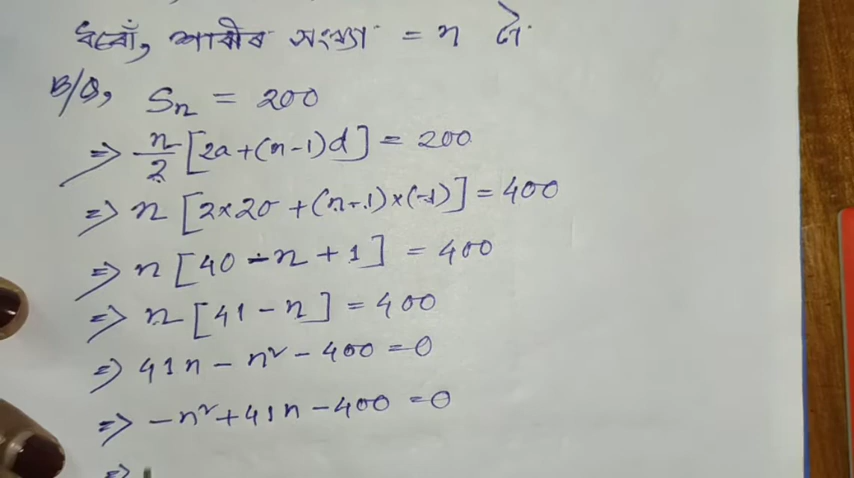 ধৰোঁ, শাৰীৰ সংখ্যা = n
B/Q, Sn = 200
⇒ n/2 [2a+(n-1)d] = 200
⇒ n [2×20 + (n-1)×(-1)] = 400
⇒ n [40 - n + 1] = 400
⇒ n [41 - n] = 400
⇒ 41n - n² - 400 = 0
⇒ -n² + 41n - 400 = 0
⇒